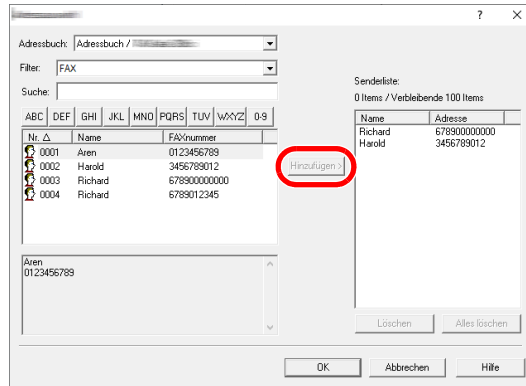 ?
Adressbuch: Adressbuch /
Filter: FAX
Suche:
ABC DEF GHI JKL MNO PQRS TUV WXYZ 0-9
Nr. △ Name FAXnummer
0001 Aren 0123456789
0002 Harold 3456789012
0003 Richard 678900000000
0004 Richard 6789012345
Aren
0123456789
Hinzufügen >
Senderliste:
0 Items / Verbleibende 100 Items
Name Adresse
Richard 678900000000
Harold 3456789012
Löschen Alles löschen
OK Abbrechen Hilfe